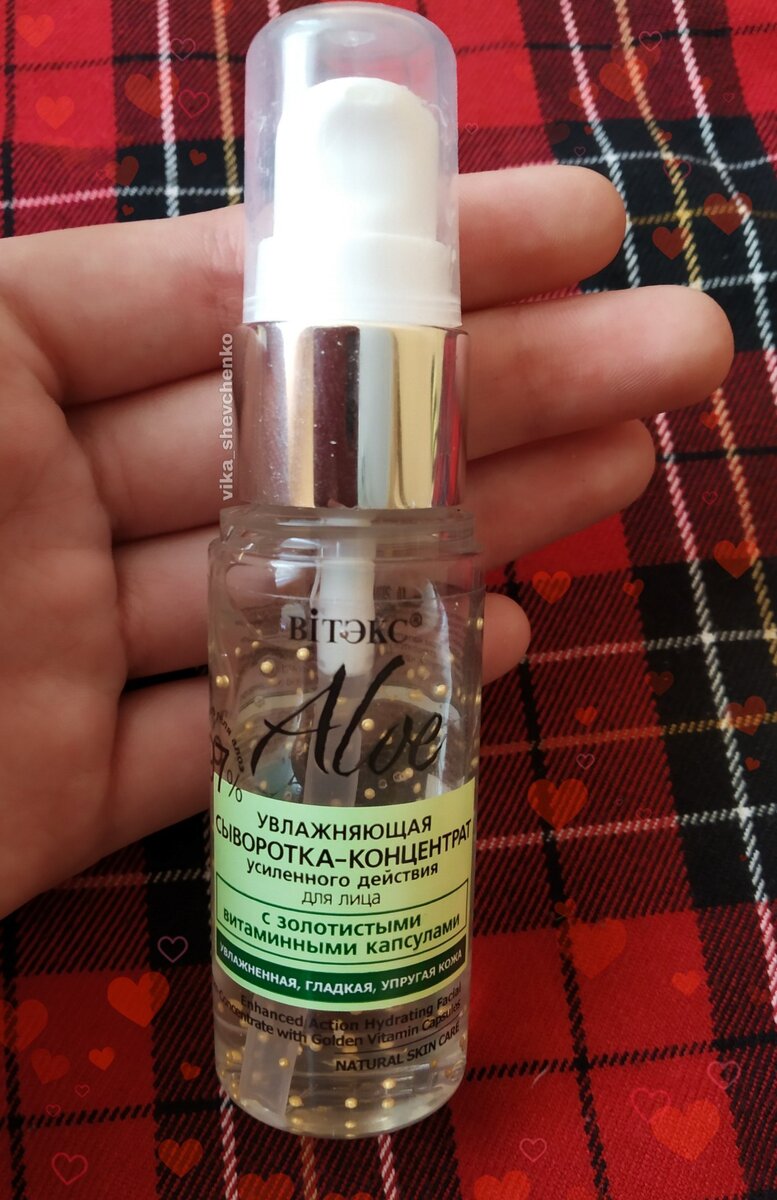 vika_shevchenko
ВІТЭКС®
Aloe
7%
УВЛАЖНЯЮЩАЯ
СЫВОРОТКА-КОНЦЕНТРАТ
усиленного действия
для лица
с золотистыми
витаминными капсулами
УВЛАЖНЕННАЯ, ГЛАДКАЯ, УПРУГАЯ КОЖА
Enhanced Action Hydrating Facial
Concentrate with Golden Vitamin Capsules
NATURAL SKIN CARE